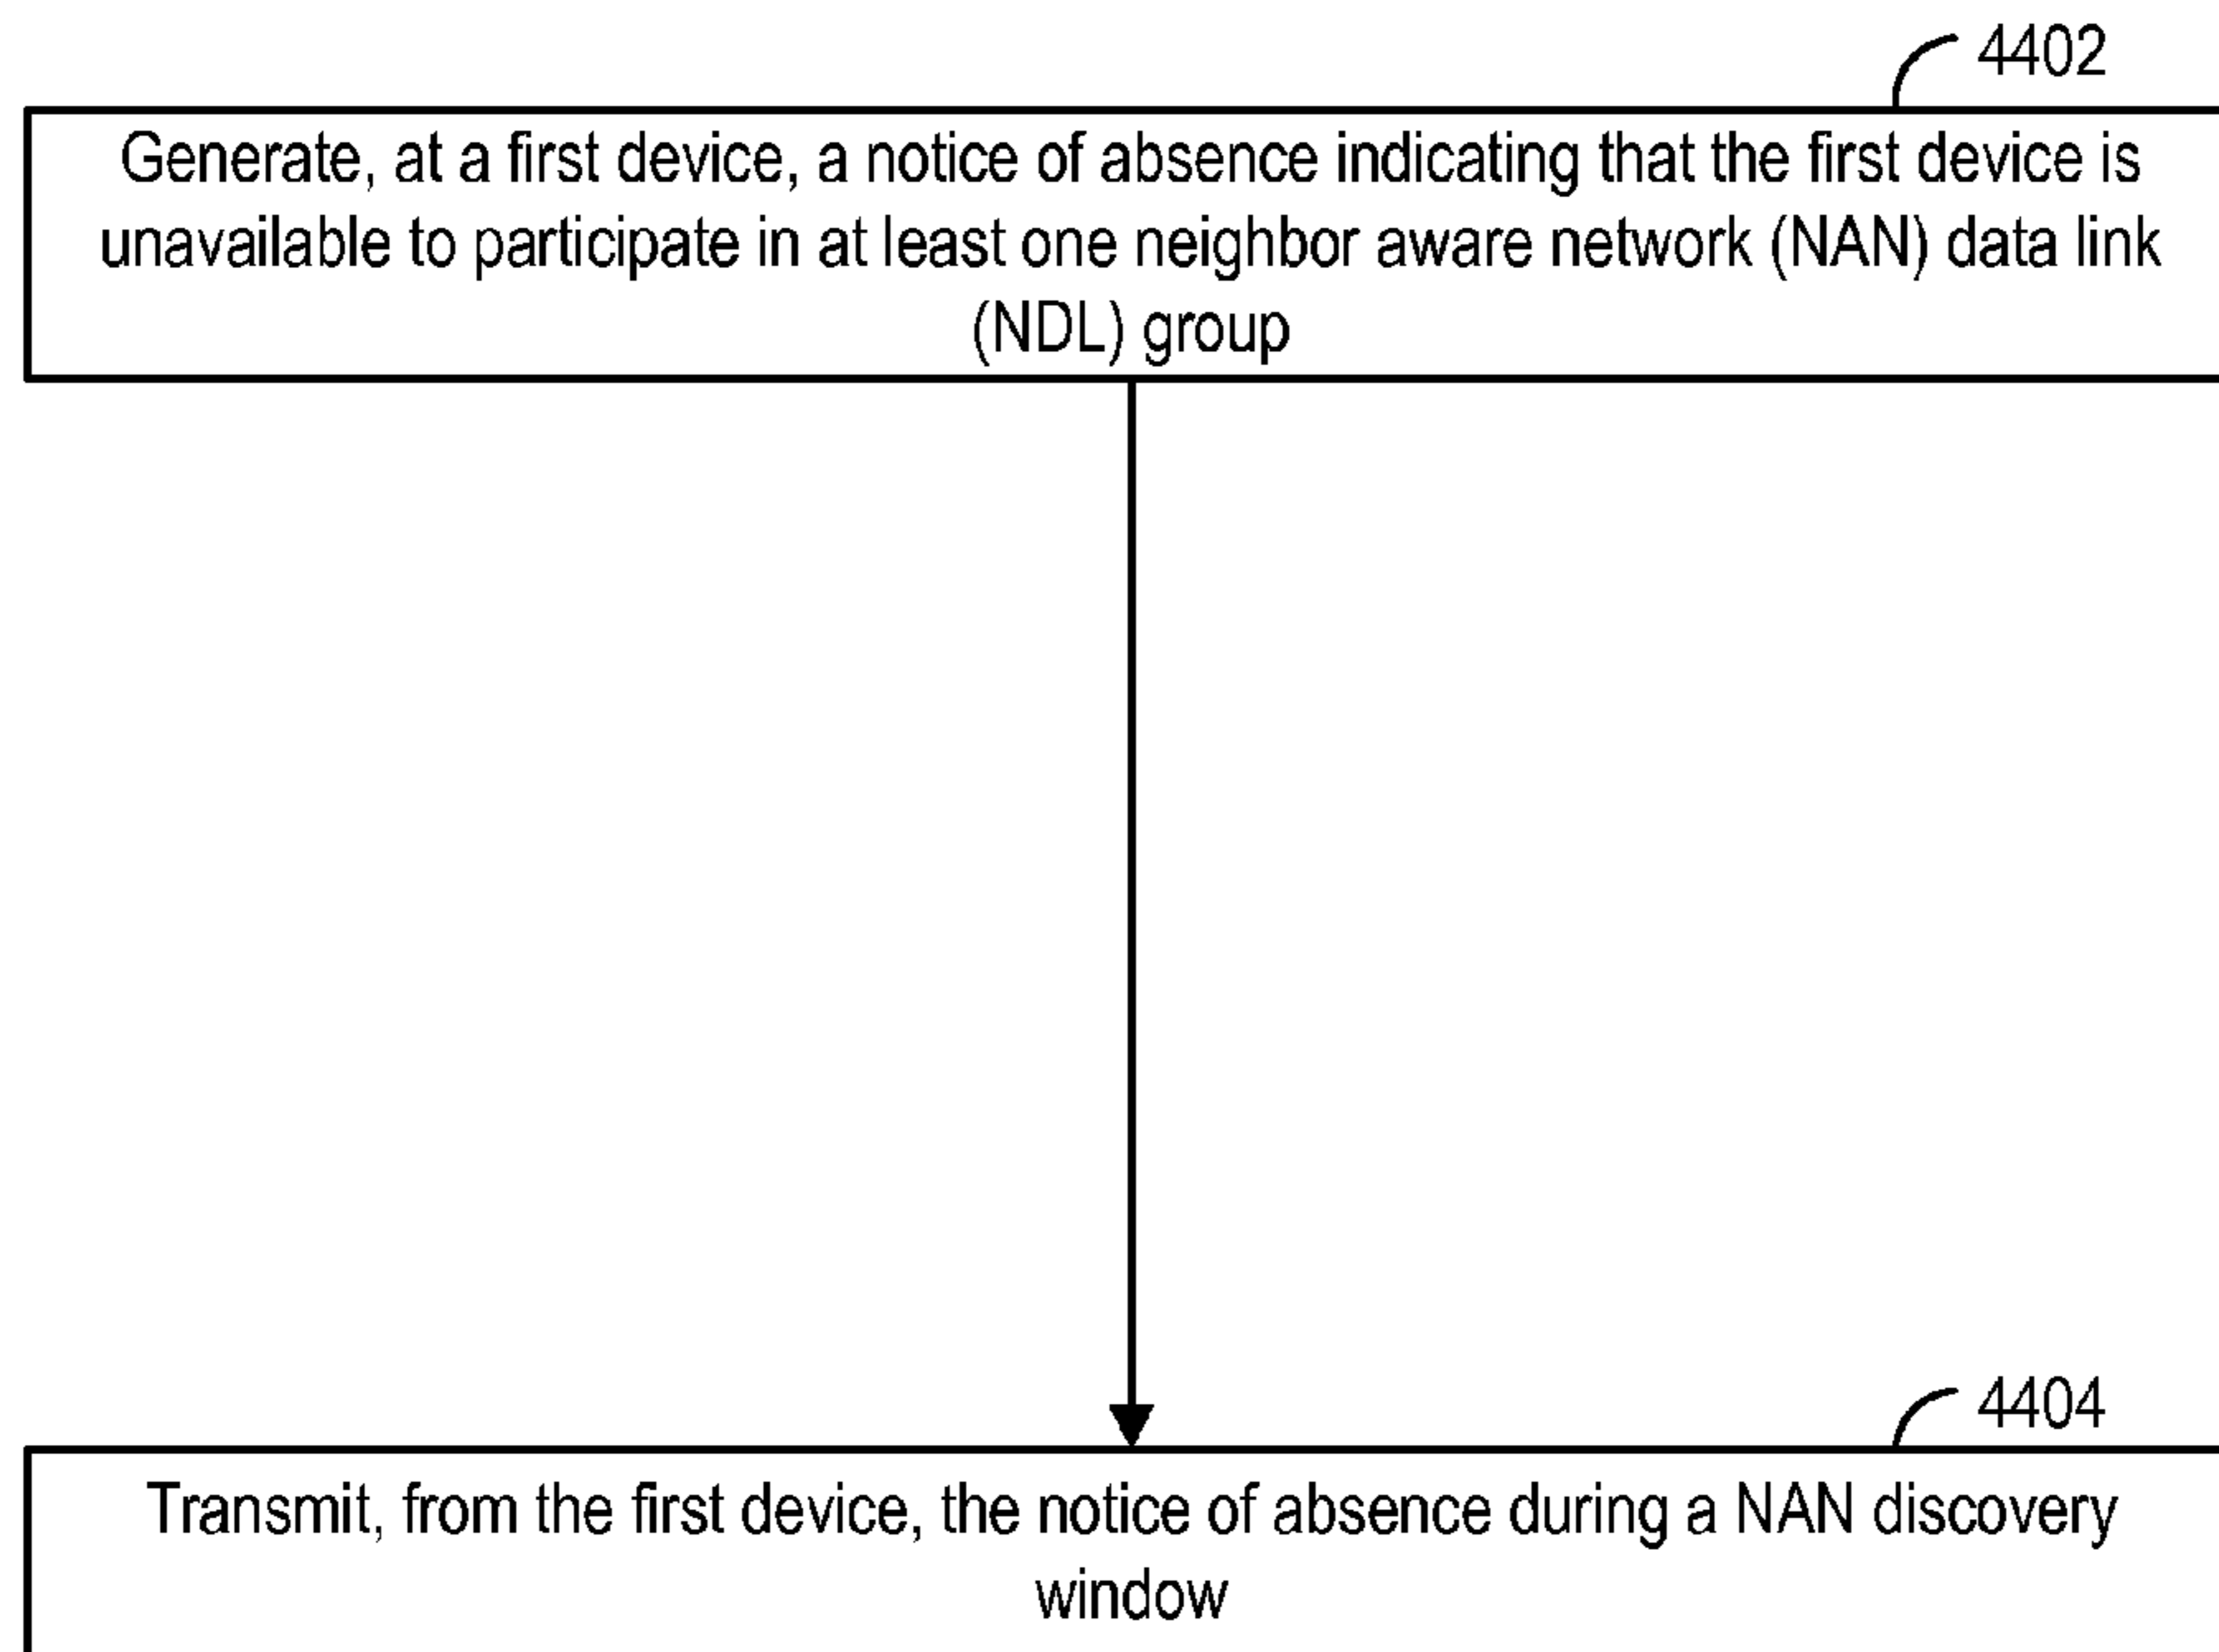 4402
Generate, at a first device, a notice of absence indicating that the first device is
unavailable to participate in at least one neighbor aware network (NAN) data link
(NDL) group
4404
Transmit, from the first device, the notice of absence during a NAN discovery
window